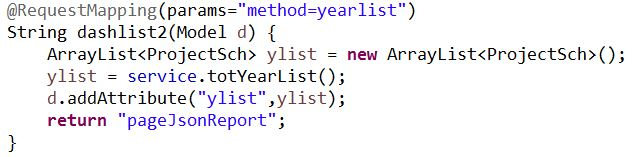 @RequestMapping(params="method=yearlist")
String dashlist2(Model d) {
    ArrayList<ProjectSch> ylist = new ArrayList<ProjectSch>();
    ylist = service.totYearList();
    d.addAttribute("ylist",ylist);
    return "pageJsonReport";
}